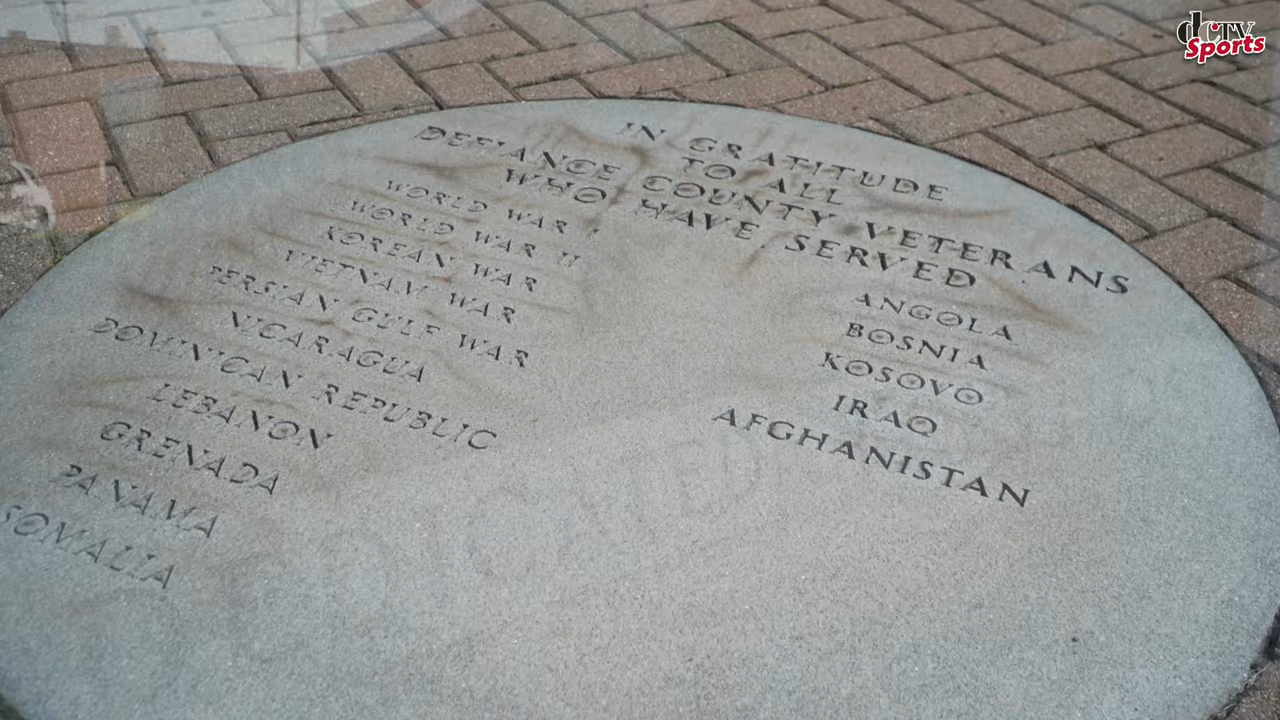 IN GRATITUDE
TO ALL
DEFIANCE COUNTY VETERANS
WHO HAVE SERVED
WORLD WAR I
WORLD WAR II
KOREAN WAR
VIETNAM WAR
PERSIAN GULF WAR
NICARAGUA
DOMINICAN REPUBLIC
LEBANON
GRENADA
PANAMA
SOMALIA
ANGOLA
BOSNIA
KOSOVO
IRAQ
AFGHANISTAN
dctv
Sports